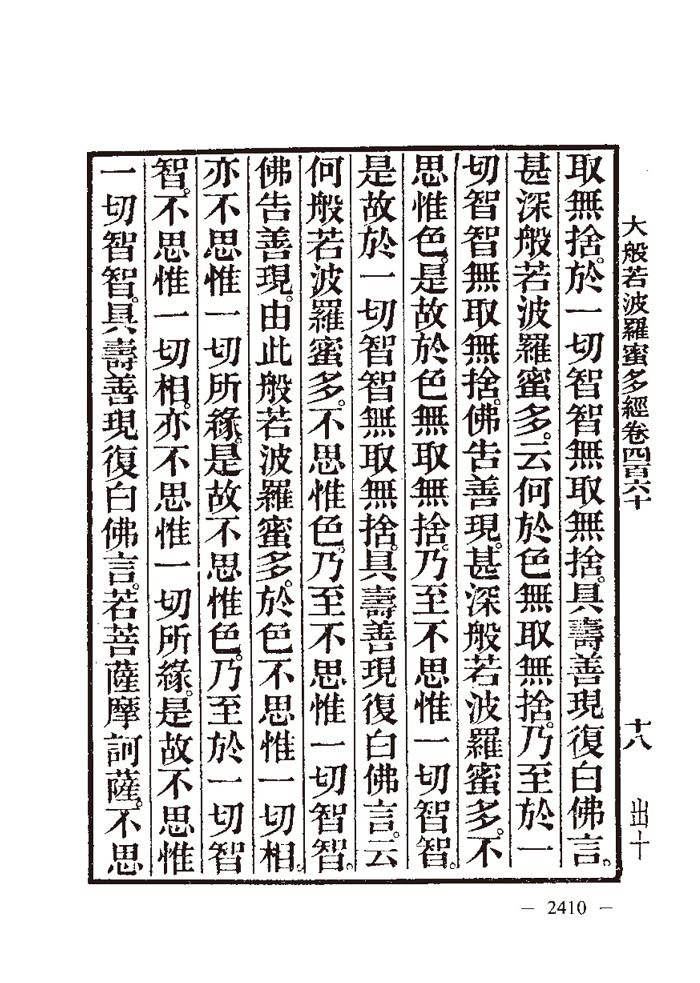 大般若波羅蜜多經卷四百六十
十八
出十
取無捨。於一切智智無取無捨。具壽善現復白佛言。
甚深般若波羅蜜多。云何於色無取無捨。乃至於一
切智智無取無捨。佛告善現。甚深般若波羅蜜多。不
思惟色。是故於色無取無捨。乃至不思惟一切智智。
是故於一切智智無取無捨。具壽善現復白佛言。云
何般若波羅蜜多。不思惟色。乃至不思惟一切智智。
佛告善現。由此般若波羅蜜多。於色不思惟一切相。
亦不思惟一切所緣。是故不思惟色。乃至於一切智
智。不思惟一切相。亦不思惟一切所緣。是故不思惟
一切智智。具壽善現復白佛言。若菩薩摩訶薩。不思
— 2410 —